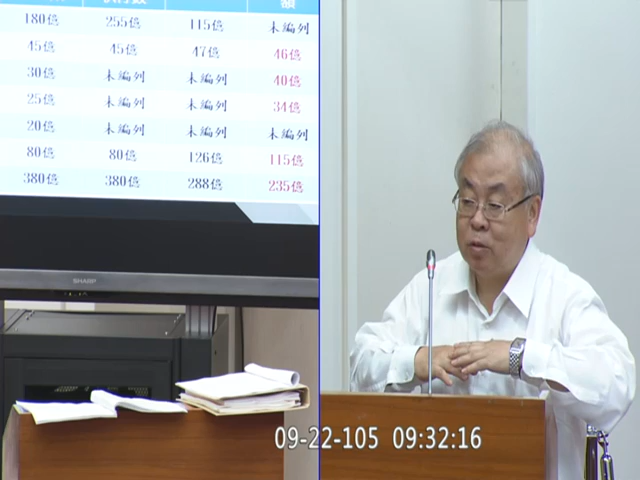 額
180億 255億 115億 未編列
45億 45億 47億 46億
30億 未編列 未編列 40億
25億 未編列 未編列 34億
20億 未編列 未編列 未編列
80億 80億 126億 115億
380億 380億 288億 235億
SHARP
09-22-105 09:32:16